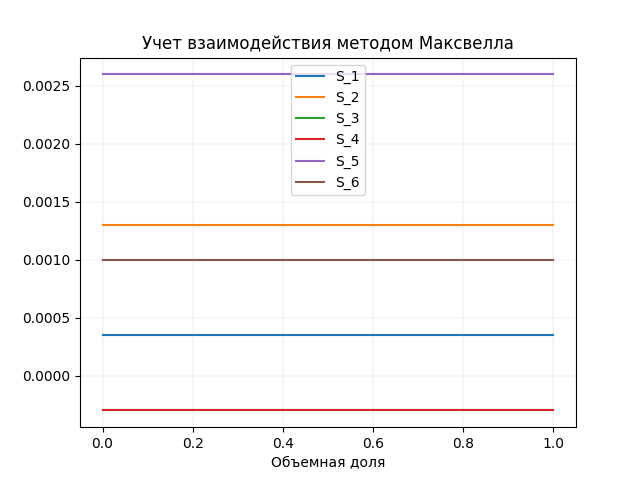 Учет взаимодействия методом Максвелла
0.0025
0.0020
0.0015
0.0010
0.0005
0.0000
S_1
S_2
S_3
S_4
S_5
S_6
0.0 0.2 0.4 0.6 0.8 1.0
Объемная доля